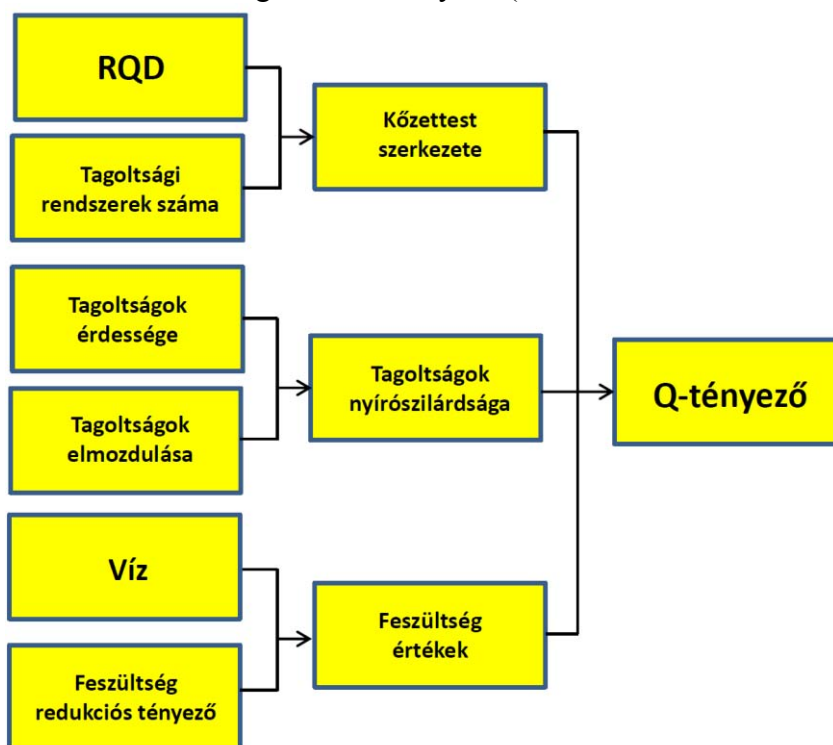 RQD
Tagoltsági
rendszerek száma
Kőzettest
szerkezete
Tagoltságok
érdessége
Tagoltságok
elmozdulása
Tagoltságok
nyírószilárdsága
Q-tényező
Víz
Feszültség
redukciós tényező
Feszültség
értékek